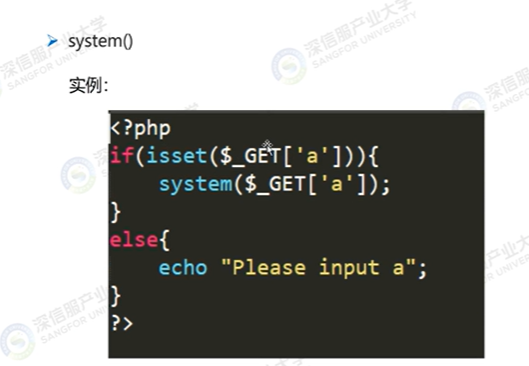 system()
实例：
<?php
if(isset($_GET['a'])){
    system($_GET['a']);
}
else{
    echo "Please input a";
}
?>
深信服产业大学
SANGFOR UNIVERSITY